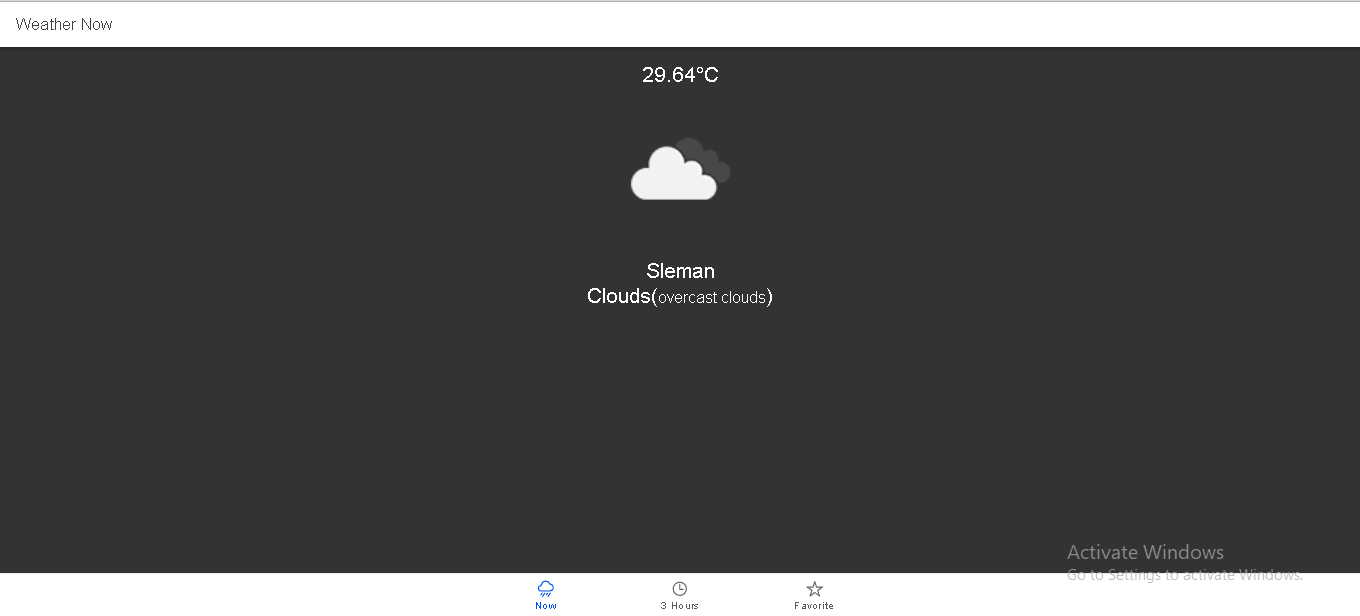 Weather Now
29.64°C
Sleman
Clouds(overcast clouds)
Activate Windows
Go to Settings to activate Windows.
Now
3 Hours
Favorite